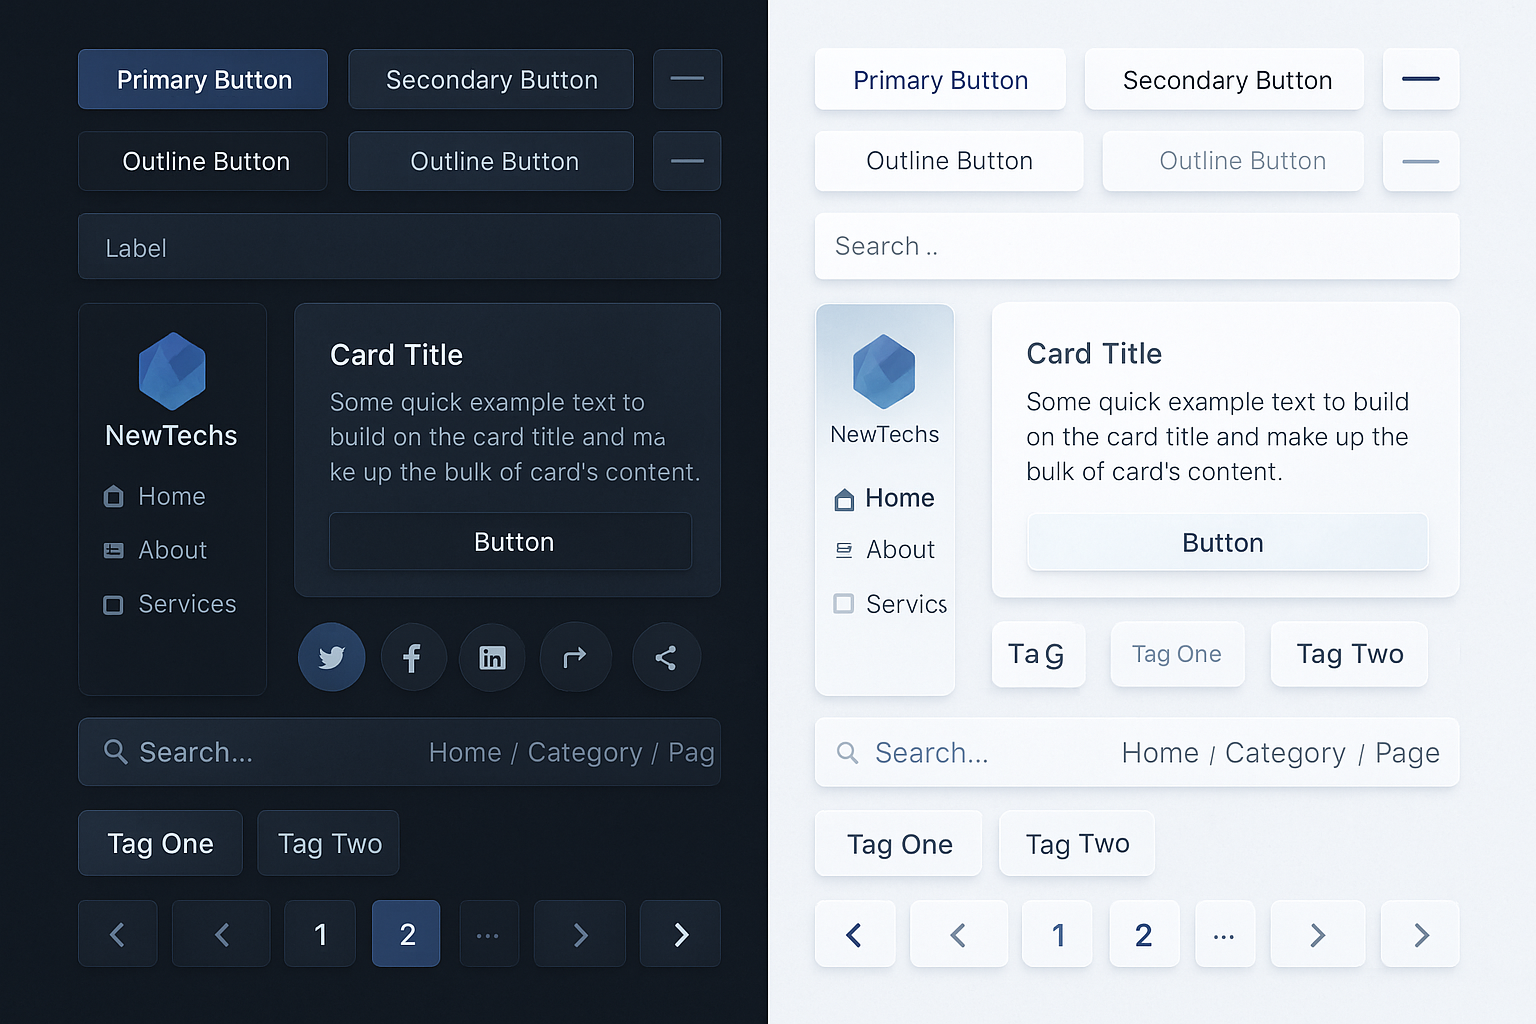 Primary Button
Secondary Button
Outline Button
Outline Button
Label
NewTechs
Home
About
Services
Card Title
Some quick example text to
build on the card title and ma
ke up the bulk of card's content.
Button
Search...
Home / Category / Pag
Tag One
Tag Two
1
2
...
Primary Button
Secondary Button
Outline Button
Outline Button
Search ..
NewTechs
Home
About
Servics
Card Title
Some quick example text to build
on the card title and make up the
bulk of card's content.
Button
TaG
Tag One
Tag Two
Search...
Home / Category / Page
Tag One
Tag Two
1
2
...